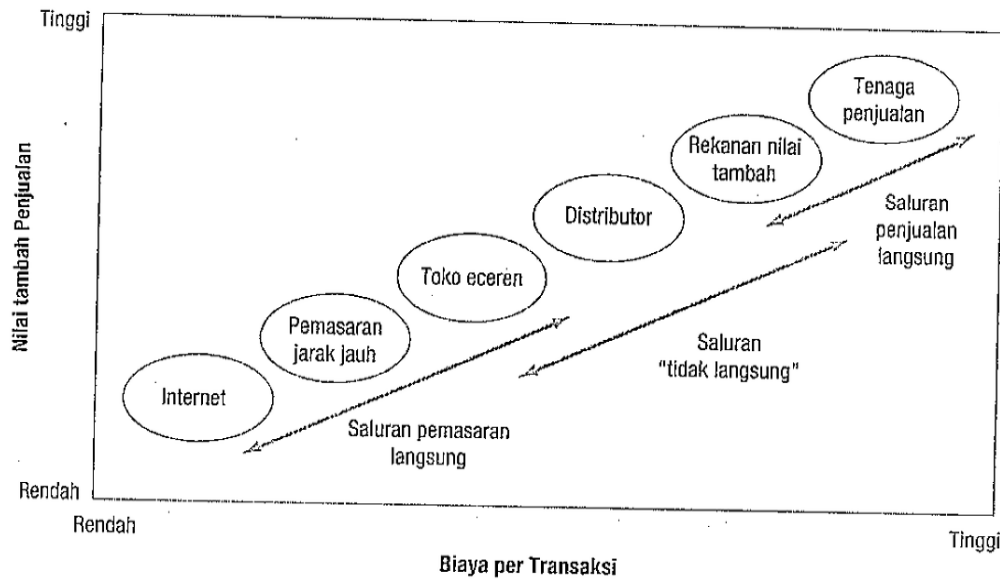 Tinggi
Nilai tambah Penjualan
Tenaga
penjualan
Rekanan nilai
tambah
Distributor
Toko eceren
Pemasaran
jarak jauh
Internet
Saluran
penjualan
langsung
Saluran
"tidak langsung"
Saluran pemasaran
langsung
Rendah
Rendah
Tinggi
Biaya per Transaksi